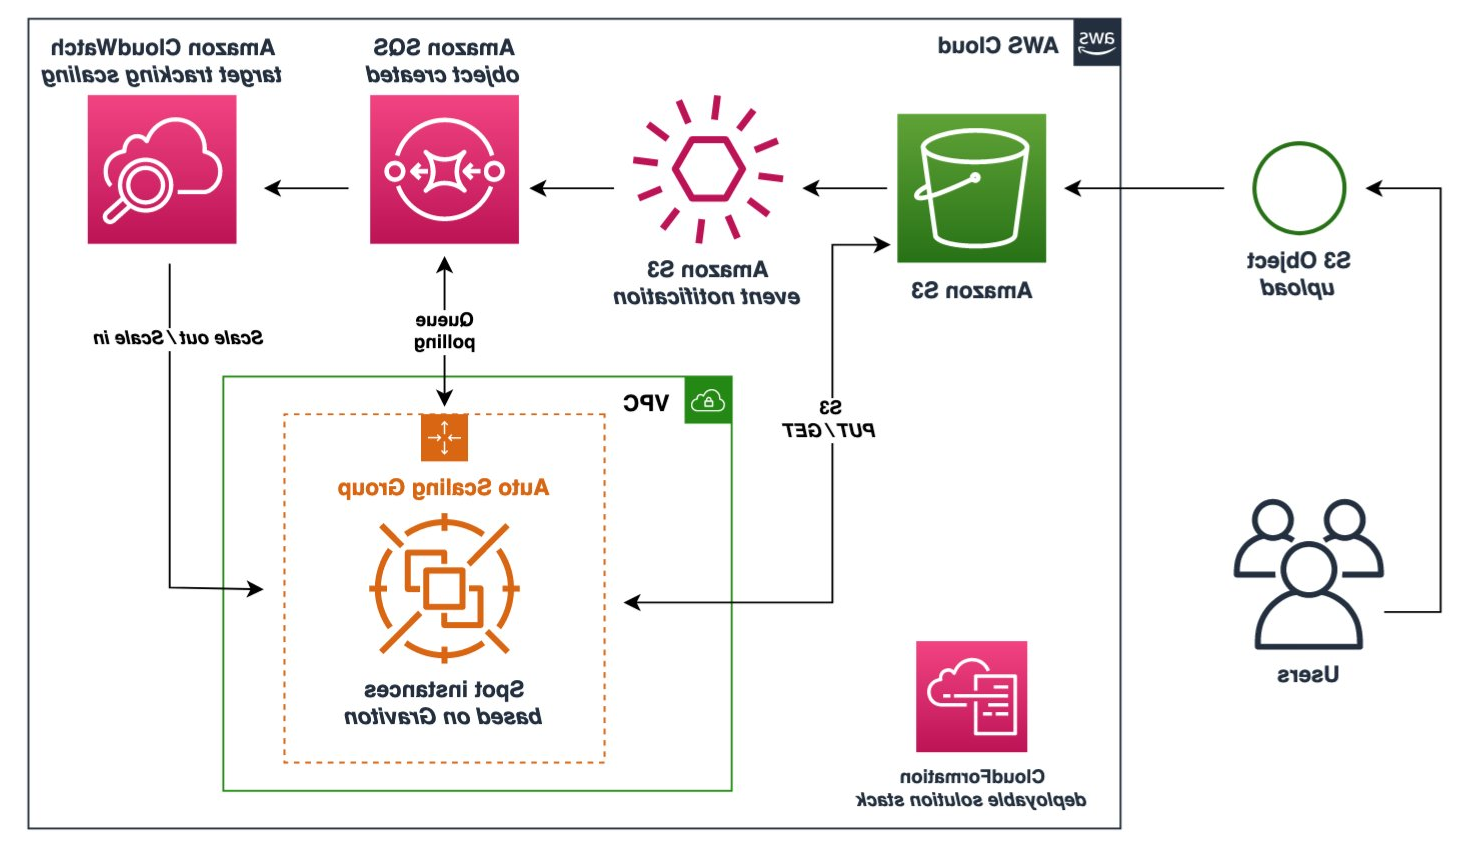 aws
AWS Cloud
Amazon CloudWatch
target tracking scaling
Amazon SQS
object created
Amazon S3
event notification
Amazon S3
S3 Object
upload
Scale out / Scale in
Queue
polling
VPC
S3
PUT / GET
Auto Scaling Group
Spot instances
based on Graviton
Users
CloudFormation
deployable solution stack